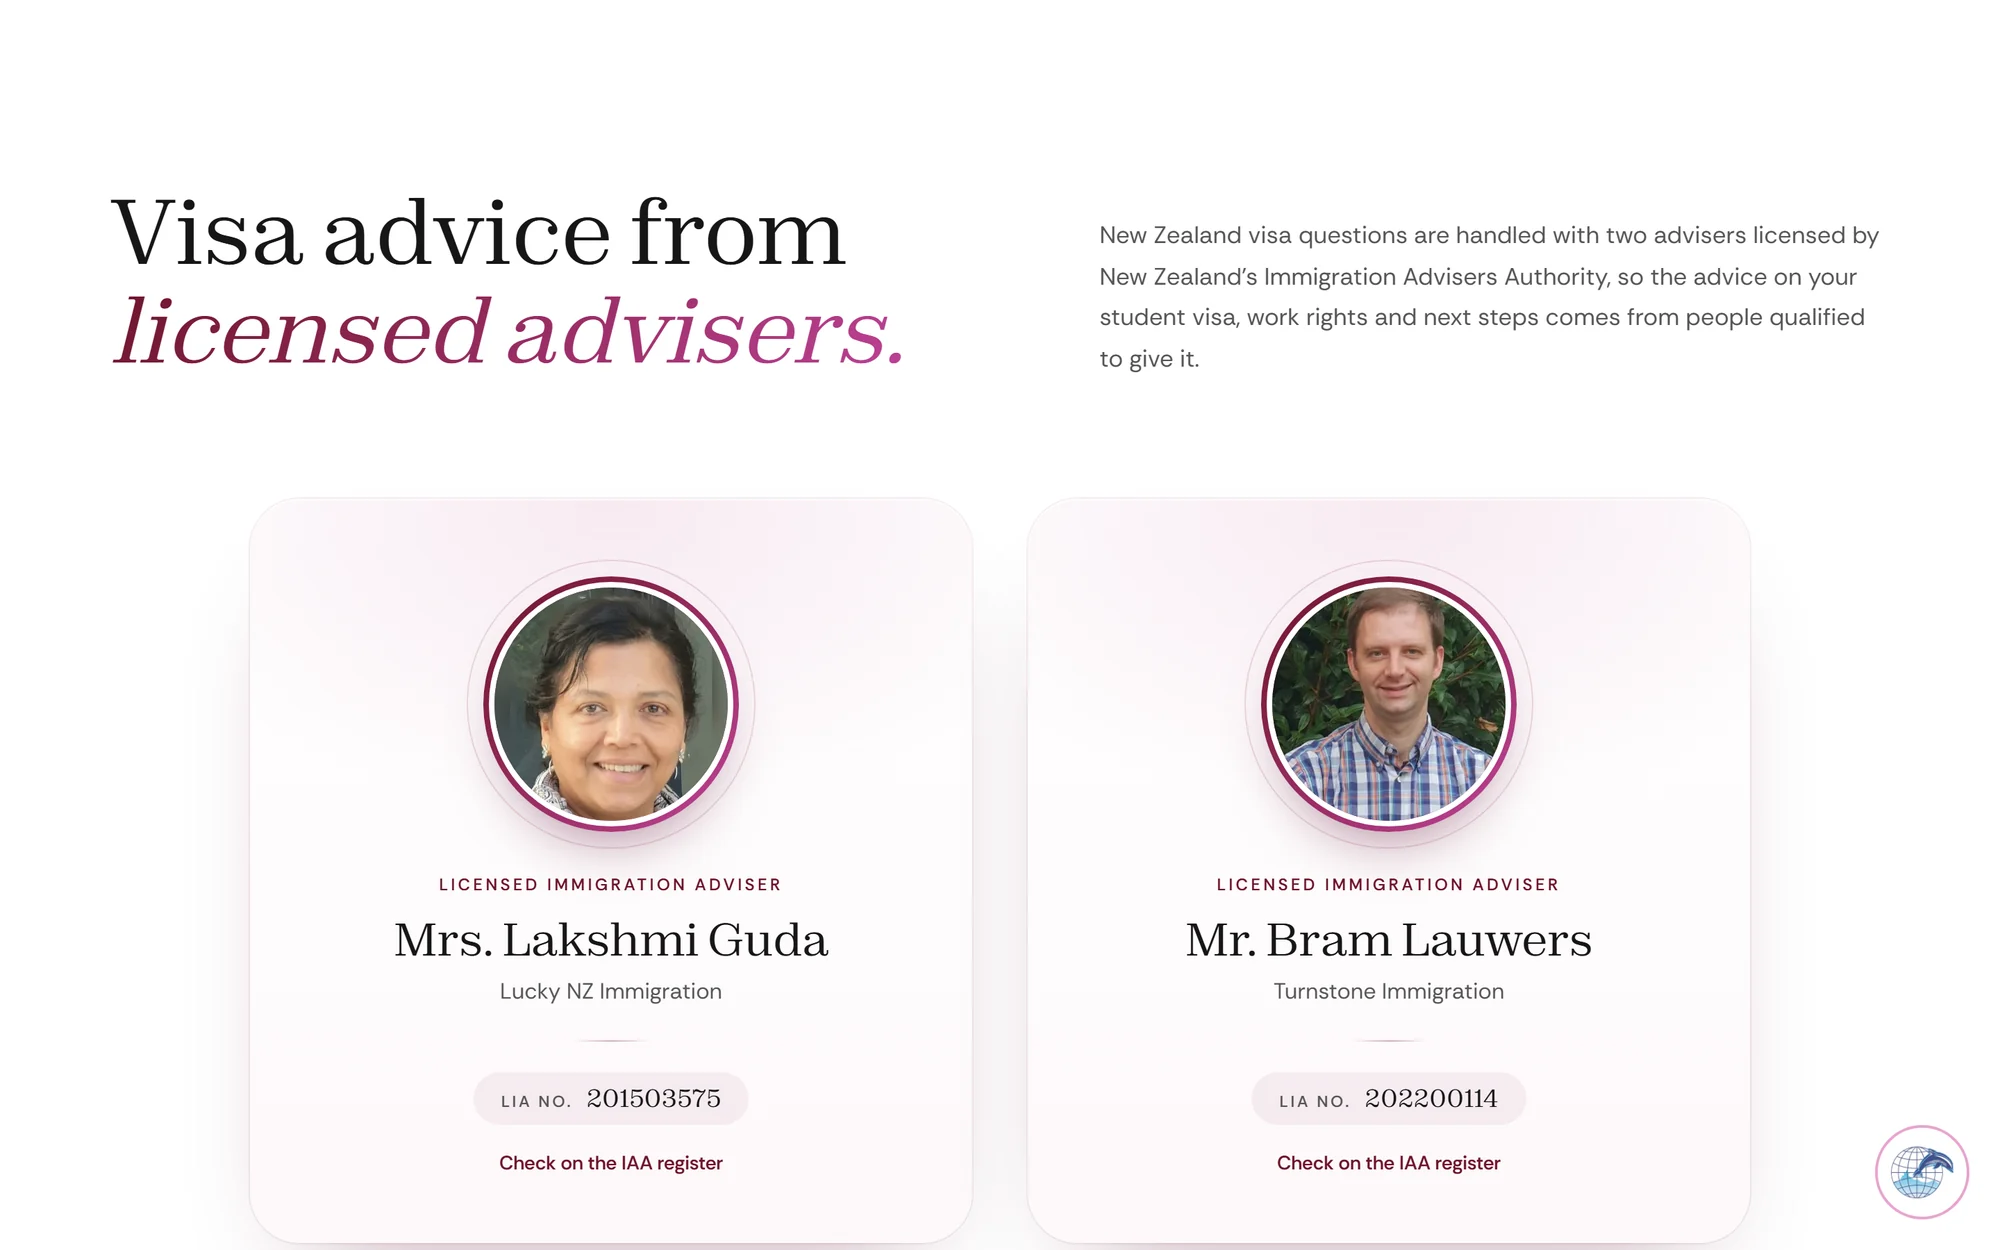 Visa advice from
licensed advisers.
New Zealand visa questions are handled with two advisers licensed by
New Zealand’s Immigration Advisers Authority, so the advice on your
student visa, work rights and next steps comes from people qualified
to give it.
LICENSED IMMIGRATION ADVISER
Mrs. Lakshmi Guda
Lucky NZ Immigration
LIA NO. 201503575
Check on the IAA register
LICENSED IMMIGRATION ADVISER
Mr. Bram Lauwers
Turnstone Immigration
LIA NO. 202200114
Check on the IAA register